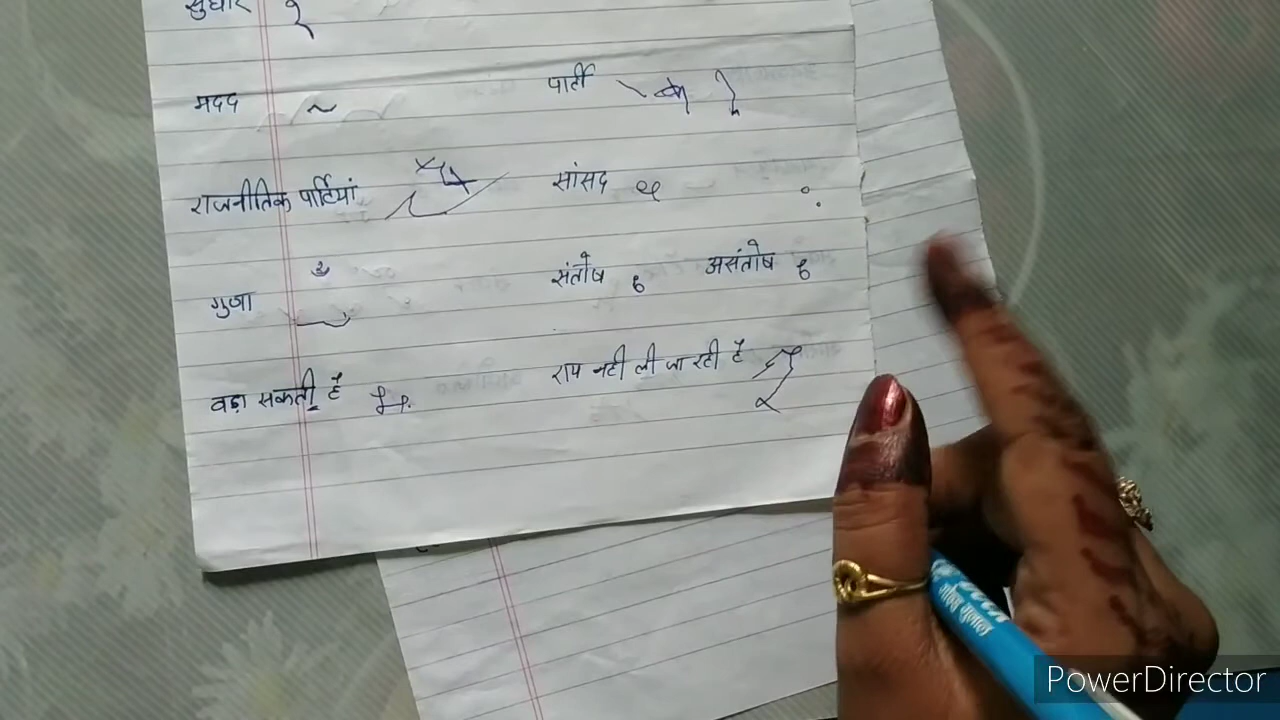 सुधार
मदद
पार्टी
राजनीतिक पार्टियां
सांसद
गुजा
संतोष असंतोष
बढ़ा सकती है
राय नही ली जा रही है
PowerDirector